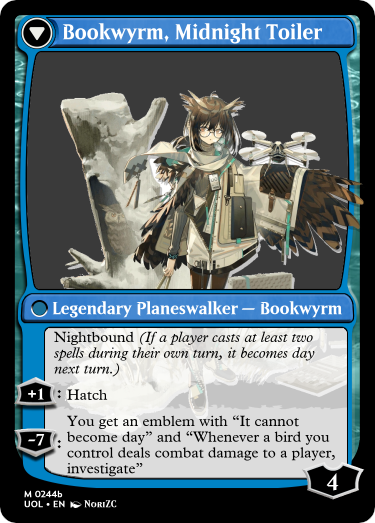 Bookwyrm, Midnight Toiler
Legendary Planeswalker — Bookwyrm
Nightbound (If a player casts at least two
spells during their own turn, it becomes day
next turn.)
+1: Hatch
You get an emblem with “It cannot
become day” and “Whenever a bird you
-7: control deals combat damage to a player,
investigate”
4
M 0244b
UOL • EN NoriZC